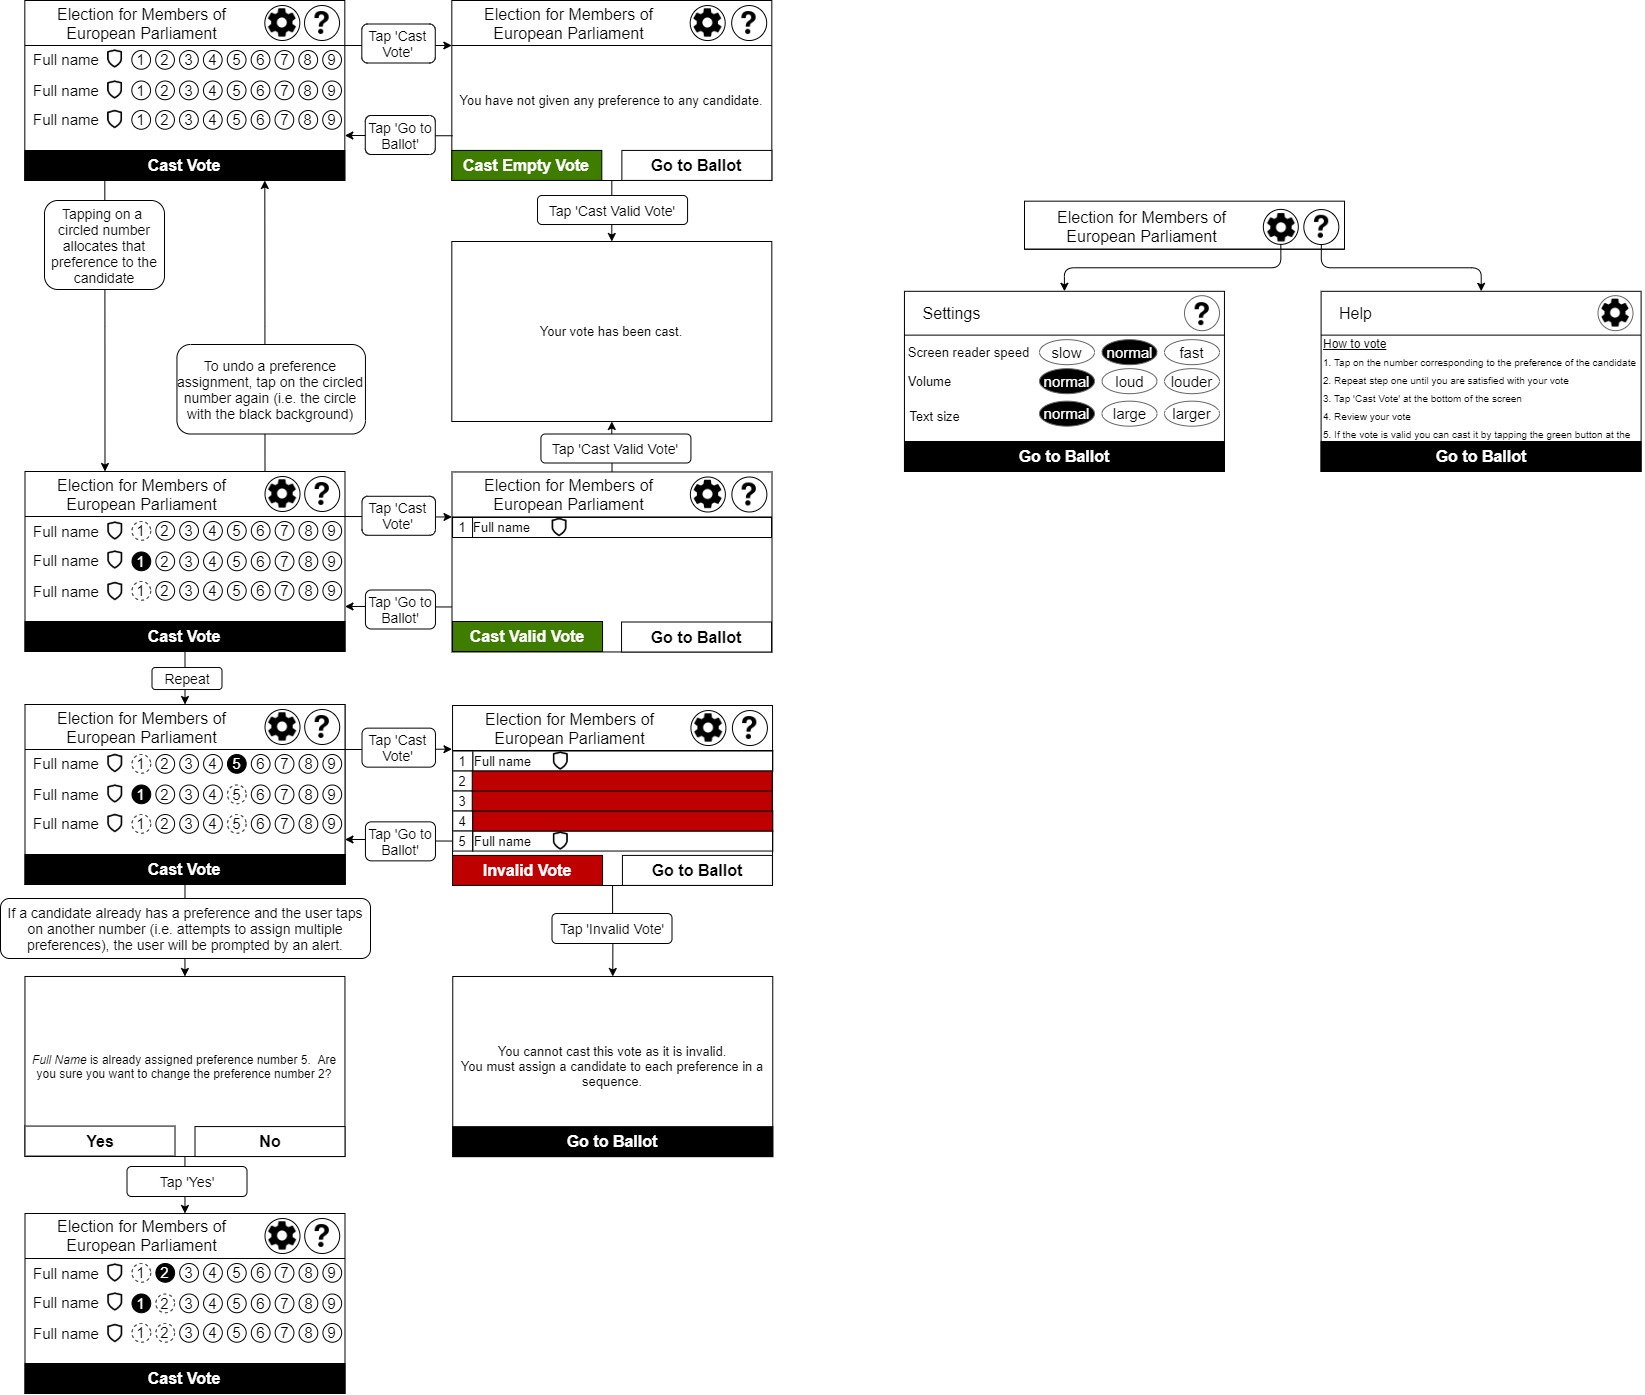 Election for Members of
European Parliament
?
Full name 1 2 3 4 5 6 7 8 9
Full name 1 2 3 4 5 6 7 8 9
Full name 1 2 3 4 5 6 7 8 9
Cast Vote
Tap 'Cast
Vote'
Tap 'Go to
Ballot'
Election for Members of
European Parliament
?
You have not given any preference to any candidate.
Cast Empty Vote
Go to Ballot
Tapping on a
circled number
allocates that
preference to the
candidate
To undo a preference
assignment, tap on the circled
number again (i.e. the circle
with the black background)
Tap 'Cast Valid Vote'
Your vote has been cast.
Tap 'Cast Valid Vote'
Election for Members of
European Parliament
?
Full name 1 2 3 4 5 6 7 8 9
Full name 1 2 3 4 5 6 7 8 9
Full name 1 2 3 4 5 6 7 8 9
Cast Vote
Tap 'Cast
Vote'
Tap 'Go to
Ballot'
Election for Members of
European Parliament
?
1 Full name
Cast Valid Vote
Go to Ballot
Repeat
Election for Members of
European Parliament
?
Full name 1 2 3 4 5 6 7 8 9
Full name 1 2 3 4 5 6 7 8 9
Full name 1 2 3 4 5 6 7 8 9
Cast Vote
Tap 'Cast
Vote'
Tap 'Go to
Ballot'
Election for Members of
European Parliament
?
1 Full name
2
3
4
5 Full name
Invalid Vote
Go to Ballot
If a candidate already has a preference and the user taps
on another number (i.e. attempts to assign multiple
preferences), the user will be prompted by an alert.
Tap 'Invalid Vote'
Full Name is already assigned preference number 5. Are
you sure you want to change the preference number 2?
Yes
No
You cannot cast this vote as it is invalid.
You must assign a candidate to each preference in a
sequence.
Go to Ballot
Tap 'Yes'
Election for Members of
European Parliament
?
Full name 1 2 3 4 5 6 7 8 9
Full name 1 2 3 4 5 6 7 8 9
Full name 1 2 3 4 5 6 7 8 9
Cast Vote
Election for Members of
European Parliament
?
Settings
?
Screen reader speed slow normal fast
Volume normal loud louder
Text size normal large larger
Go to Ballot
Help
How to vote
1. Tap on the number corresponding to the preference of the candidate
2. Repeat step one until you are satisfied with your vote
3. Tap 'Cast Vote' at the bottom of the screen
4. Review your vote
5. If the vote is valid you can cast it by tapping the green button at the
Go to Ballot